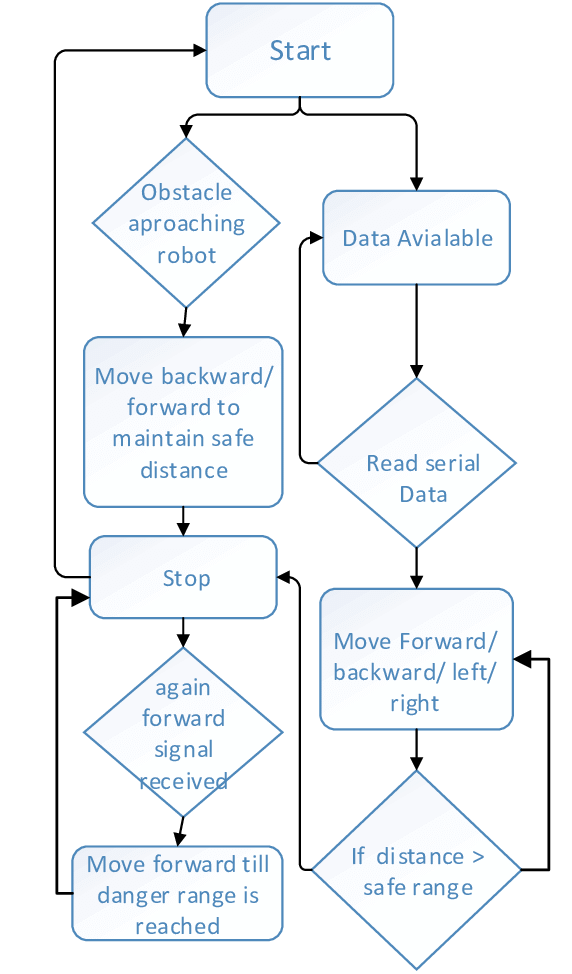 Start
Obstacle
aproaching
robot
Data Avialable
Move backward/
forward to
maintain safe
distance
Read serial
Data
Stop
Move Forward/
backward/ left/
right
again
forward
signal
received
If distance >
safe range
Move forward till
danger range is
reached